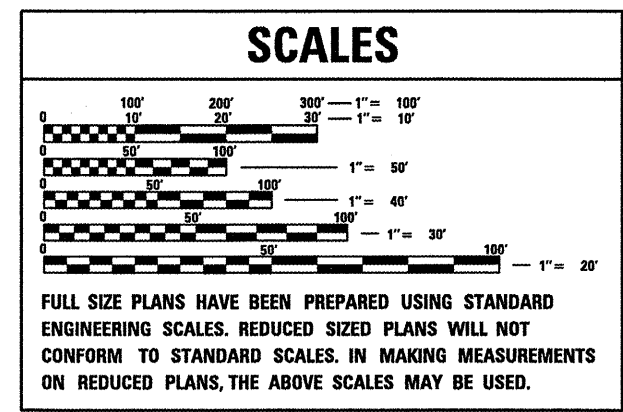 SCALES
100' 200' 300' — 1"= 100'
0 10' 20' 30' — 1"= 10'
0 50' 100' 1"= 50'
0 50' 100' 1"= 40'
0 50' 100' — 1"= 30'
0 50' 100' — 1"= 20'
FULL SIZE PLANS HAVE BEEN PREPARED USING STANDARD
ENGINEERING SCALES. REDUCED SIZED PLANS WILL NOT
CONFORM TO STANDARD SCALES. IN MAKING MEASUREMENTS
ON REDUCED PLANS, THE ABOVE SCALES MAY BE USED.